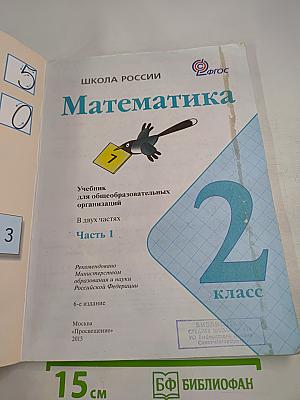 5
0
3
ШКОЛА РОССИИ
ФГОС
Математика
1
Учебник
для общеобразовательных
организаций
В двух частях
Часть 1
2
класс
Рекомендовано
Министерством
образования и науки
Российской Федерации
6-е издание
Москва
«Просвещение»
2015
15 см
БФ БИБЛИОФАН